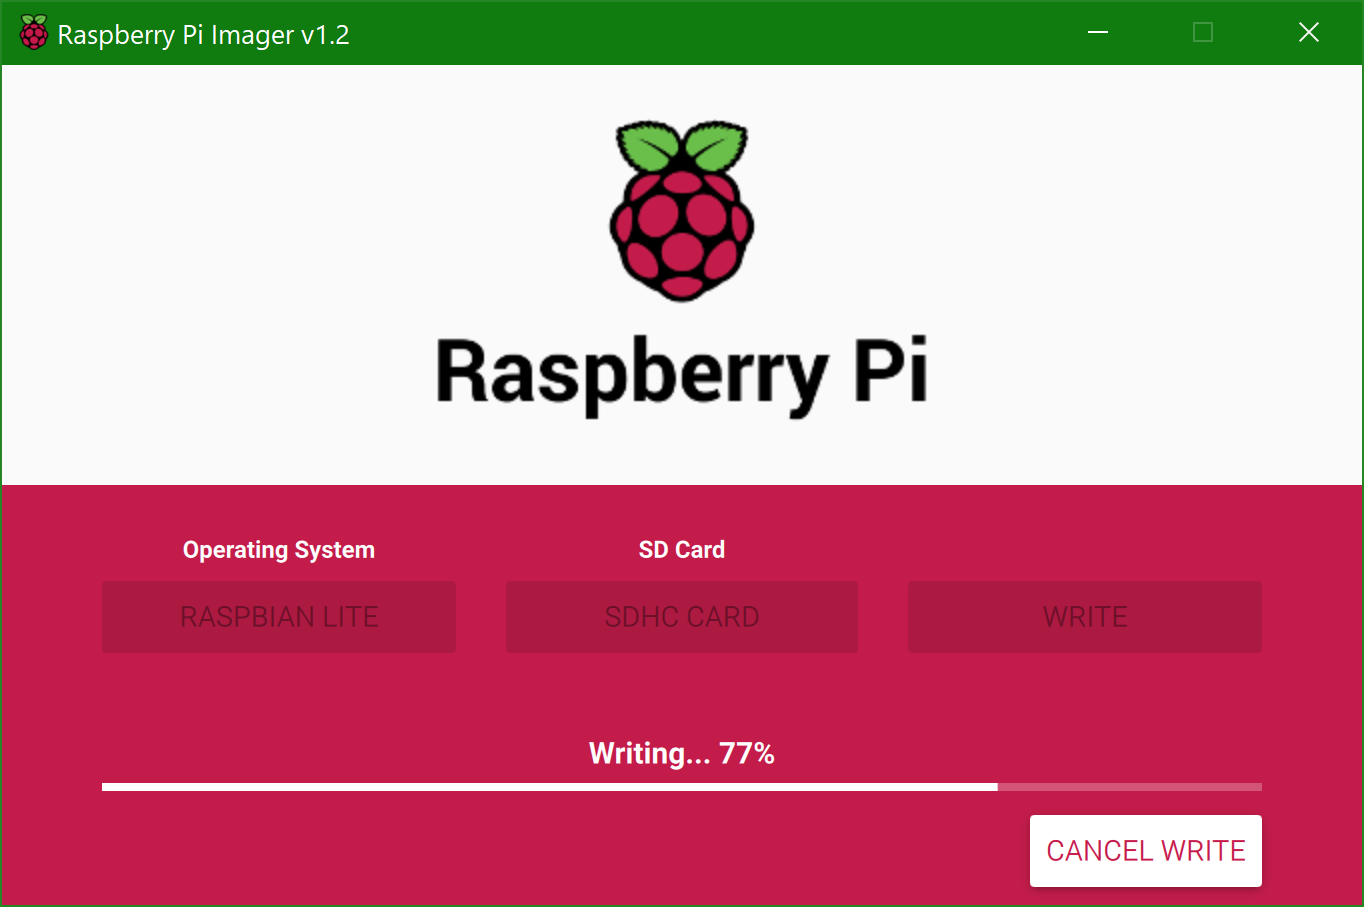 Raspberry Pi Imager v1.2
Raspberry Pi
Operating System
SD Card
RASPBIAN LITE
SDHC CARD
WRITE
Writing... 77%
CANCEL WRITE